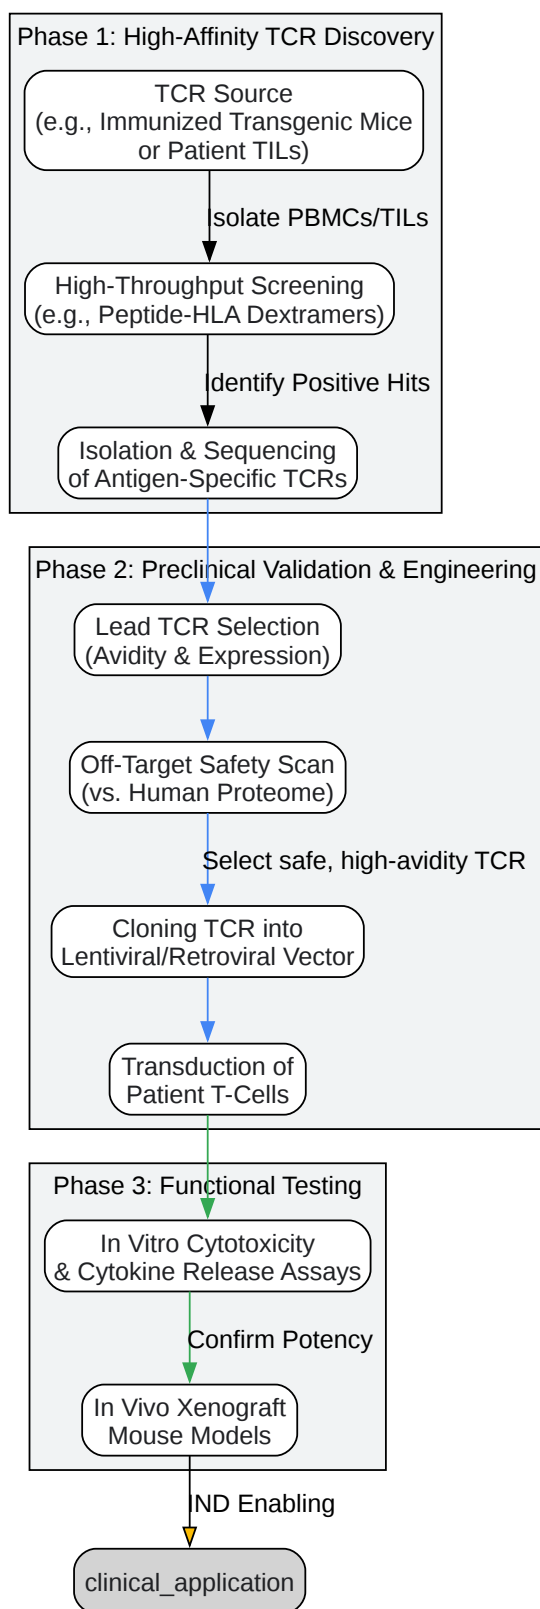 Phase 1: High-Affinity TCR Discovery
TCR Source
(e.g., Immunized Transgenic Mice
or Patient TILs)
Isolate PBMCs/TILs
High-Throughput Screening
(e.g., Peptide-HLA Dextramers)
Identify Positive Hits
Isolation & Sequencing
of Antigen-Specific TCRs
Phase 2: Preclinical Validation & Engineering
Lead TCR Selection
(Avidity & Expression)
Off-Target Safety Scan
(vs. Human Proteome)
Select safe, high-avidity TCR
Cloning TCR into
Lentiviral/Retroviral Vector
Transduction of
Patient T-Cells
Phase 3: Functional Testing
In Vitro Cytotoxicity
& Cytokine Release Assays
Confirm Potency
In Vivo Xenograft
Mouse Models
IND Enabling
clinical_application